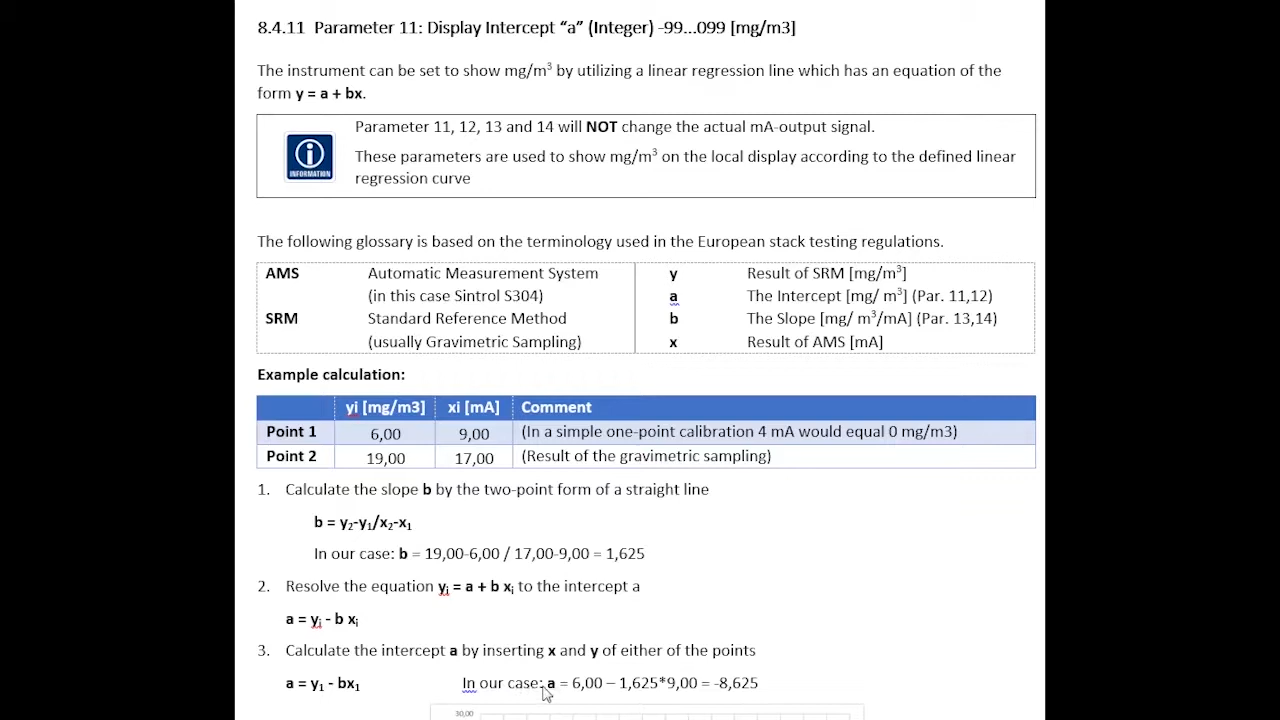 8.4.11 Parameter 11: Display Intercept “a” (Integer) -99...099 [mg/m3]
The instrument can be set to show mg/m³ by utilizing a linear regression line which has an equation of the
form y = a + bx.
Parameter 11, 12, 13 and 14 will NOT change the actual mA-output signal.
These parameters are used to show mg/m³ on the local display according to the defined linear
regression curve
INFORMATION
The following glossary is based on the terminology used in the European stack testing regulations.
AMS Automatic Measurement System y Result of SRM [mg/m³]
(in this case Sintrol S304) a The Intercept [mg/ m³] (Par. 11,12)
SRM Standard Reference Method b The Slope [mg/ m³/mA] (Par. 13,14)
(usually Gravimetric Sampling) x Result of AMS [mA]
Example calculation:
yi [mg/m3] xi [mA] Comment
Point 1 6,00 9,00 (In a simple one-point calibration 4 mA would equal 0 mg/m3)
Point 2 19,00 17,00 (Result of the gravimetric sampling)
1. Calculate the slope b by the two-point form of a straight line
b = y₂-y₁/x₂-x₁
In our case: b = 19,00-6,00 / 17,00-9,00 = 1,625
2. Resolve the equation yᵢ = a + b xᵢ to the intercept a
a = yᵢ - b xᵢ
3. Calculate the intercept a by inserting x and y of either of the points
a = y₁ - bx₁ In our case: a = 6,00 – 1,625*9,00 = -8,625
30,00